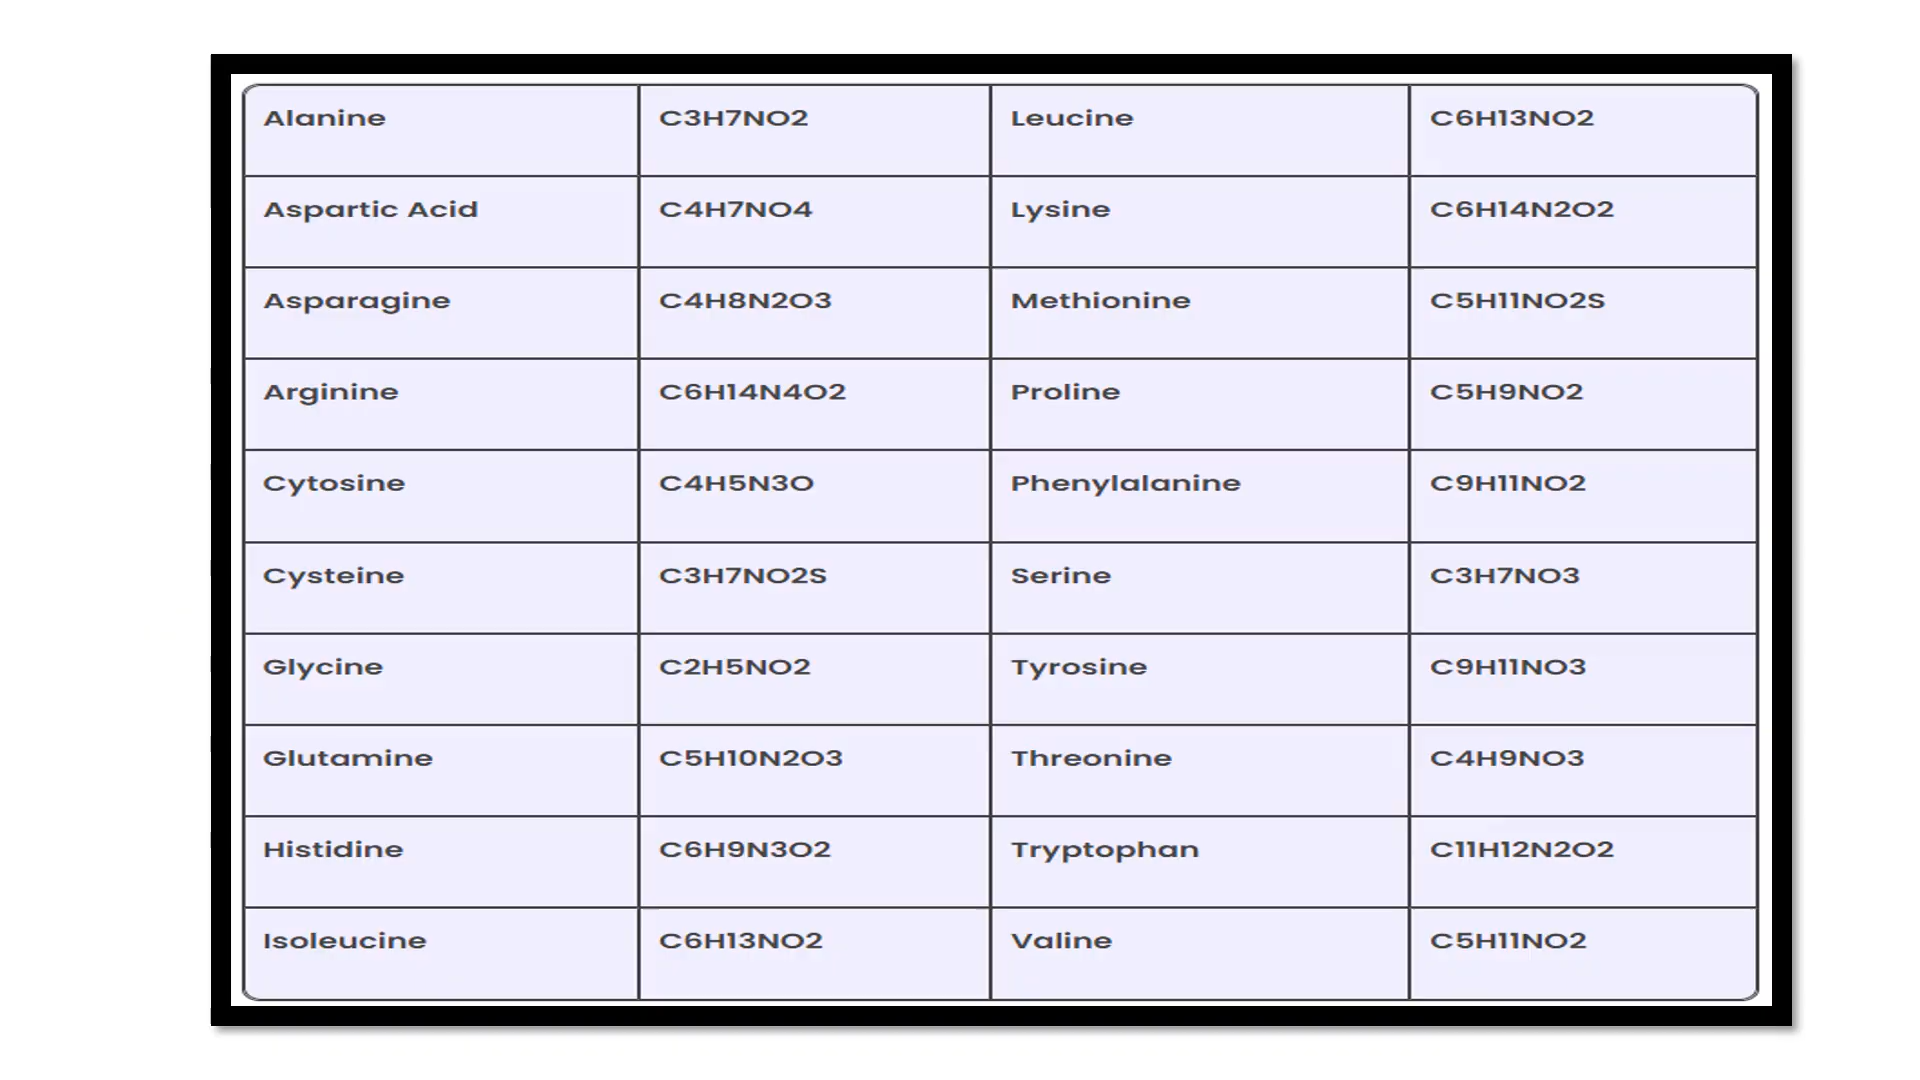 Alanine C3H7NO2 Leucine C6H13NO2
Aspartic Acid C4H7NO4 Lysine C6H14N2O2
Asparagine C4H8N2O3 Methionine C5H11NO2S
Arginine C6H14N4O2 Proline C5H9NO2
Cytosine C4H5N3O Phenylalanine C9H11NO2
Cysteine C3H7NO2S Serine C3H7NO3
Glycine C2H5NO2 Tyrosine C9H11NO3
Glutamine C5H10N2O3 Threonine C4H9NO3
Histidine C6H9N3O2 Tryptophan C11H12N2O2
Isoleucine C6H13NO2 Valine C5H11NO2